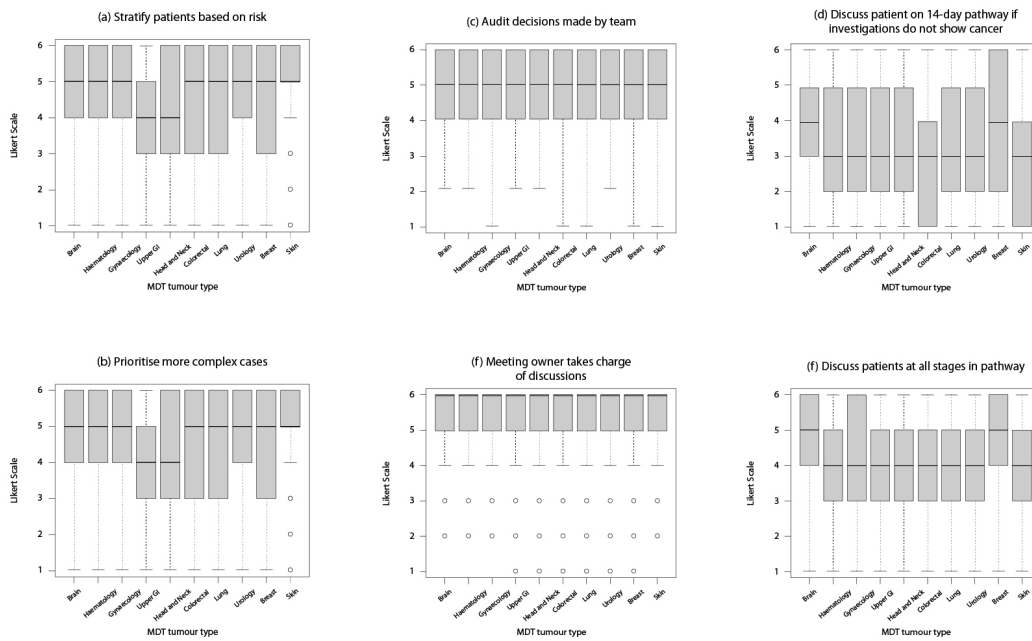 (a) Stratify patients based on risk
6
5
4
3
2
1
Likert Scale
Brain
Haematology
Gynaecology
Upper GI
Head and Neck
Colorectal
Lung
Urology
Breast
Skin
MDT tumour type
(c) Audit decisions made by team
6
5
4
3
2
1
Likert Scale
Brain
Haematology
Gynaecology
Upper GI
Head and Neck
Colorectal
Lung
Urology
Breast
Skin
MDT tumour type
(d) Discuss patient on 14-day pathway if
investigations do not show cancer
6
5
4
3
2
1
Likert Scale
Brain
Haematology
Gynaecology
Upper GI
Head and Neck
Colorectal
Lung
Urology
Breast
Skin
MDT tumour type
(b) Prioritise more complex cases
6
5
4
3
2
1
Likert Scale
Brain
Haematology
Gynaecology
Upper GI
Head and Neck
Colorectal
Lung
Urology
Breast
Skin
MDT tumour type
(f) Meeting owner takes charge
of discussions
6
5
4
3
2
1
Likert Scale
Brain
Haematology
Gynaecology
Upper GI
Head and Neck
Colorectal
Lung
Urology
Breast
Skin
MDT tumour type
(f) Discuss patients at all stages in pathway
6
5
4
3
2
1
Likert Scale
Brain
Haematology
Gynaecology
Upper GI
Head and Neck
Colorectal
Lung
Urology
Breast
Skin
MDT tumour type